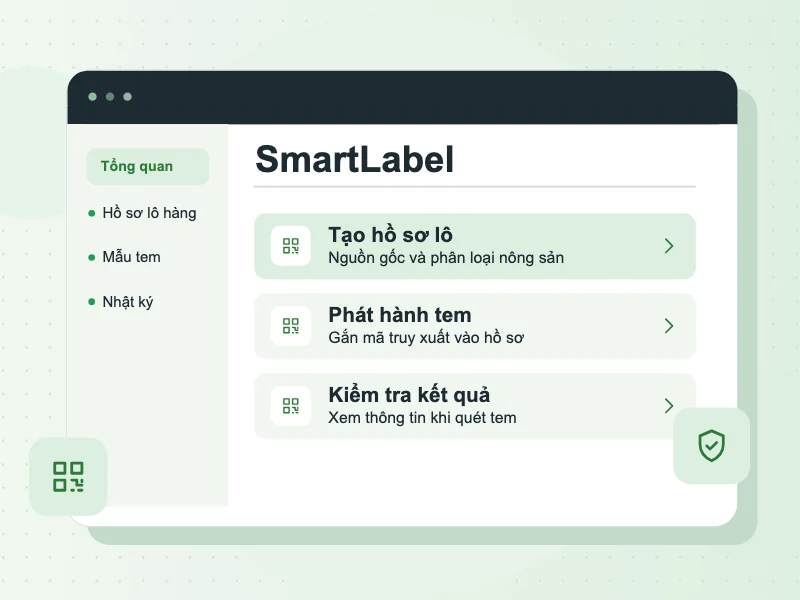 SmartLabel
Tổng quan
Hồ sơ lô hàng
Mẫu tem
Nhật ký
Tạo hồ sơ lô
Nguồn gốc và phân loại nông sản
Phát hành tem
Gắn mã truy xuất vào hồ sơ
Kiểm tra kết quả
Xem thông tin khi quét tem